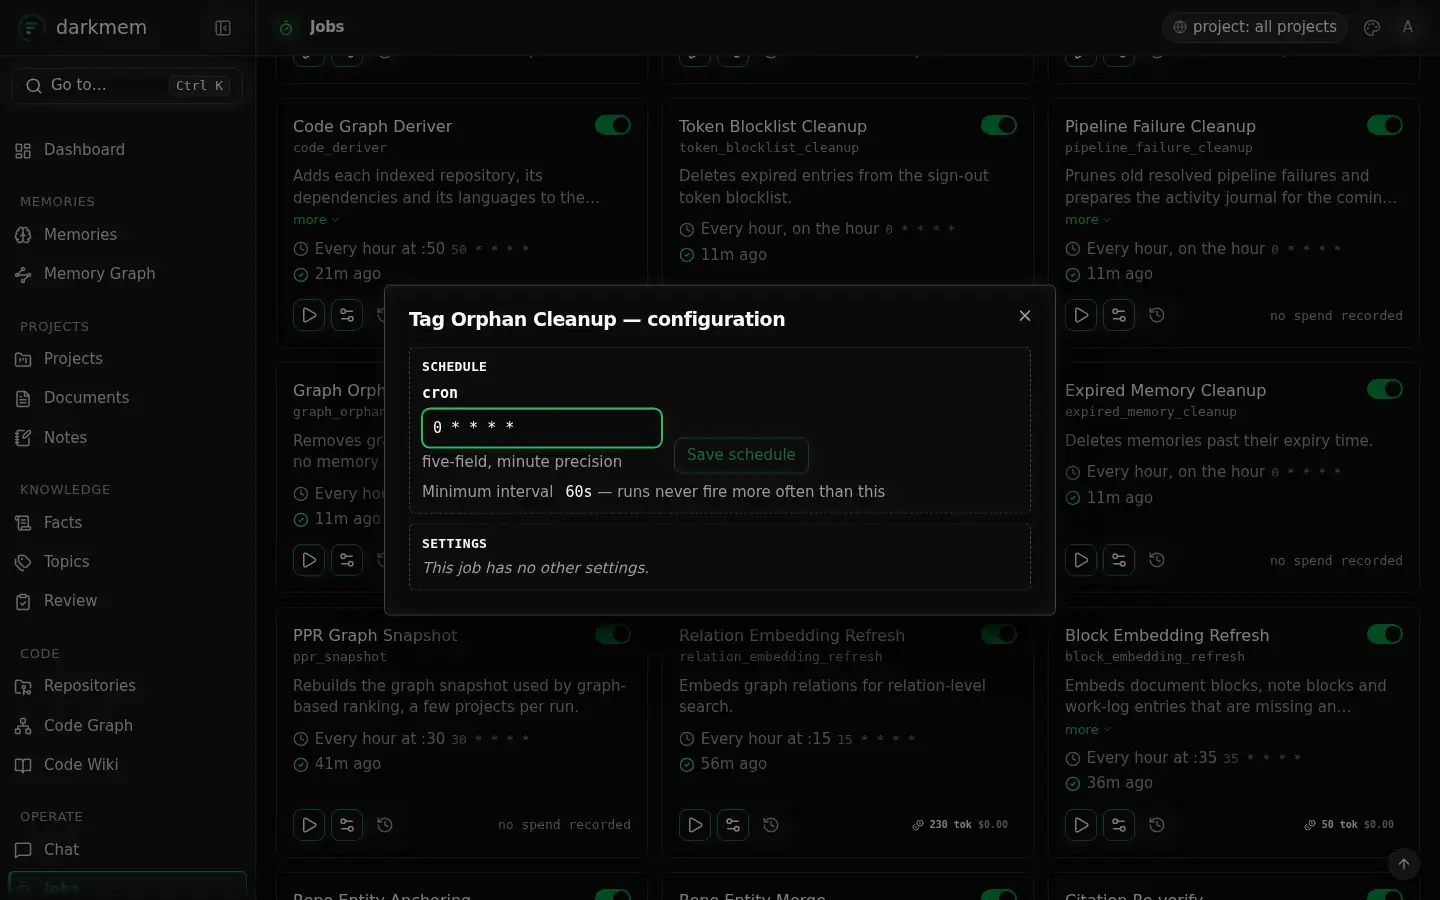 darkmem
Go to...
Ctrl K
Dashboard
MEMORIES
Memories
Memory Graph
PROJECTS
Projects
Documents
Notes
KNOWLEDGE
Facts
Topics
Review
CODE
Repositories
Code Graph
Code Wiki
OPERATE
Chat
Jobs
Jobs
project: all projects
A
Code Graph Deriver
code_deriver
Adds each indexed repository, its
dependencies and its languages to the…
more
Every hour at :50 50 * * * *
21m ago
Token Blocklist Cleanup
token_blocklist_cleanup
Deletes expired entries from the sign-out
token blocklist.
Every hour, on the hour 0 * * * *
11m ago
Pipeline Failure Cleanup
pipeline_failure_cleanup
Prunes old resolved pipeline failures and
prepares the activity journal for the comin…
more
Every hour, on the hour 0 * * * *
11m ago
no spend recorded
Tag Orphan Cleanup — configuration
SCHEDULE
cron
0 * * * *
five-field, minute precision
Save schedule
Minimum interval 60s — runs never fire more often than this
SETTINGS
This job has no other settings.
Graph Orph
graph_orphan
Removes gr
no memory
Every hou
11m ago
Expired Memory Cleanup
expired_memory_cleanup
Deletes memories past their expiry time.
Every hour, on the hour 0 * * * *
11m ago
no spend recorded
PPR Graph Snapshot
ppr_snapshot
Rebuilds the graph snapshot used by graph-
based ranking, a few projects per run.
Every hour at :30 30 * * * *
41m ago
no spend recorded
Relation Embedding Refresh
relation_embedding_refresh
Embeds graph relations for relation-level
search.
Every hour at :15 15 * * * *
56m ago
230 tok $0.00
Block Embedding Refresh
block_embedding_refresh
Embeds document blocks, note blocks and
work-log entries that are missing an…
more
Every hour at :35 35 * * * *
36m ago
50 tok $0.00
Repo Entity Anchoring
Repo Entity Merge
Citation Re-verify